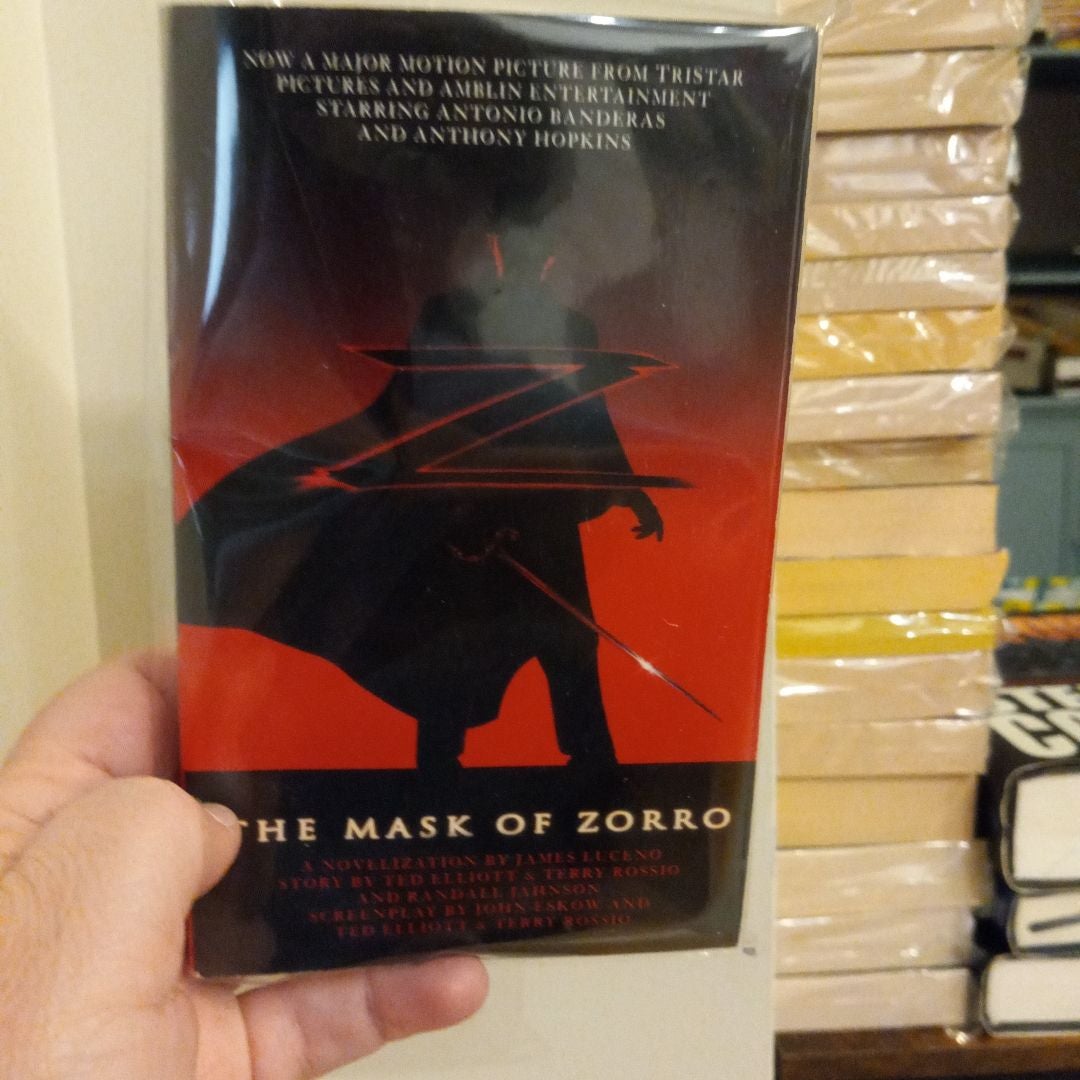 NOW A MAJOR MOTION PICTURE FROM TRISTAR
PICTURES AND AMBLIN ENTERTAINMENT
STARRING ANTONIO BANDERAS
AND ANTHONY HOPKINS
Z
THE MASK OF ZORRO
A NOVELIZATION BY JAMES LUCENO
STORY BY TED ELLIOTT & TERRY ROSSIO
AND RANDALL JAHNSON
SCREENPLAY BY JOHN ESKOW AND
TED ELLIOTT & TERRY ROSSIO